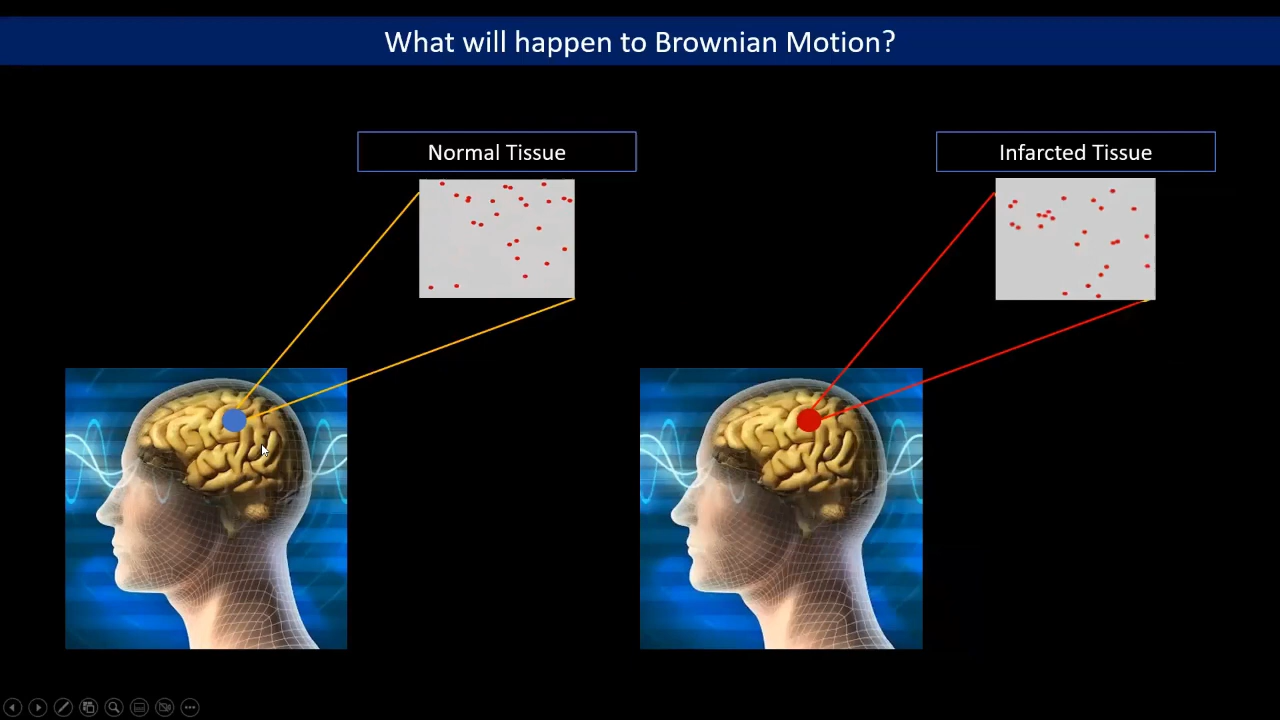 What will happen to Brownian Motion?
Normal Tissue
Infarcted Tissue